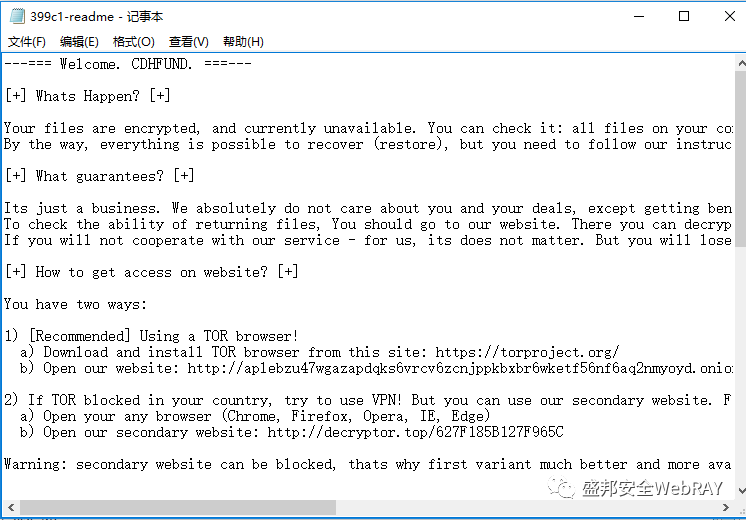 399c1-readme - 记事本
文件(F) 编辑(E) 格式(O) 查看(V) 帮助(H)
---=== Welcome. CDHFUND. ===---
[+] Whats Happen? [+]
Your files are encrypted, and currently unavailable. You can check it: all files on your
By the way, everything is possible to recover (restore), but you need to follow our
[+] What guarantees? [+]
Its just a business. We absolutely do not care about you and your deals, except getting
To check the ability of returning files, You should go to our website. There you can
If you will not cooperate with our service - for us, its does not matter. But you will lose
[+] How to get access on website? [+]
You have two ways:
1) [Recommended] Using a TOR browser!
a) Download and install TOR browser from this site: https://torproject.org/
b) Open our website: http://aplebzu47wgazapdqks6vrcv6zcnjppkbxbr6wketf56nf6aq2nmyoyd.onion
2) If TOR blocked in your country, try to use VPN! But you can use our secondary website.
a) Open your any browser (Chrome, Firefox, Opera, IE, Edge)
b) Open our secondary website: http://decryptor.top/627F185B127F965C
Warning: secondary website can be blocked, thats why first variant much better and more
盛邦安全WebRAY